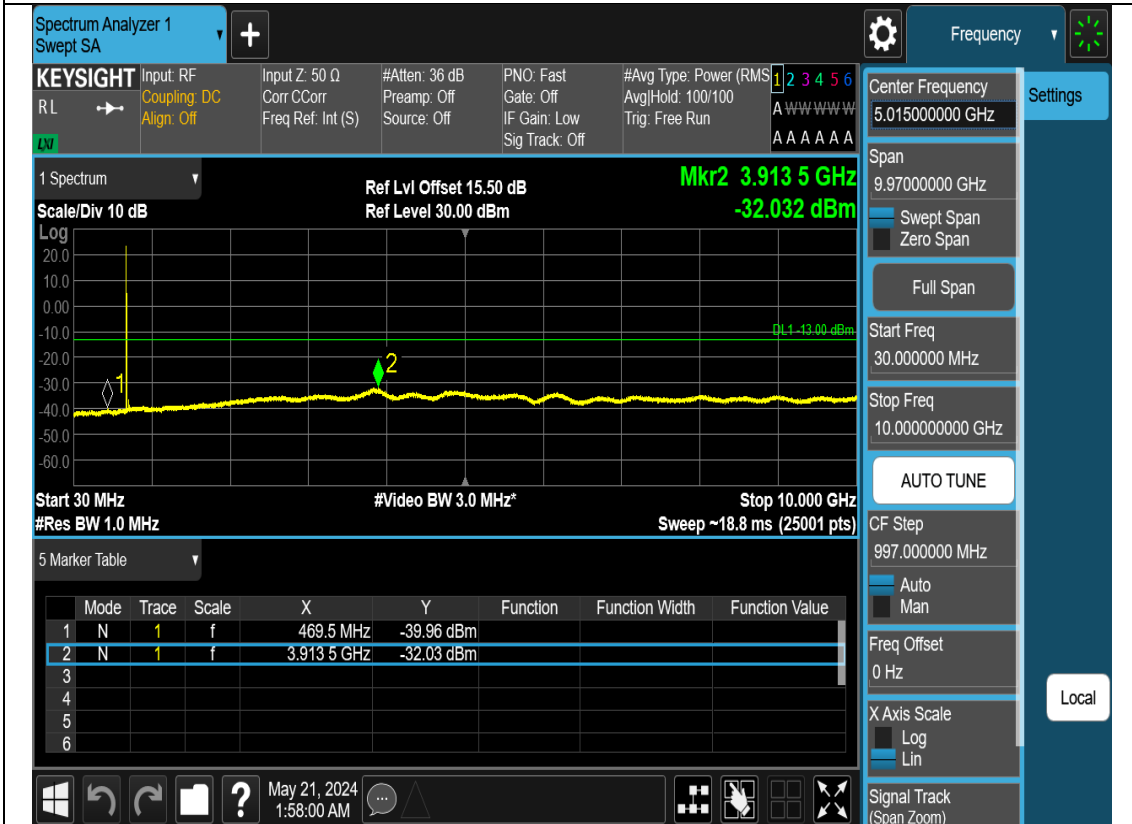 Spectrum Analyzer 1
Swept SA
+
Frequency
KEYSIGHT
RL
LXI
Input: RF
Coupling: DC
Align: Off
Input Z: 50 Ω
Corr CCorr
Freq Ref: Int (S)
#Atten: 36 dB
Preamp: Off
Source: Off
PNO: Fast
Gate: Off
IF Gain: Low
Sig Track: Off
#Avg Type: Power (RMS
Avg|Hold: 100/100
Trig: Free Run
1 2 3 4 5 6
A W W W W W
A A A A A A
1 Spectrum
Scale/Div 10 dB
Ref Lvl Offset 15.50 dB
Ref Level 30.00 dBm
Mkr2 3.913 5 GHz
-32.032 dBm
Log
20.0
10.0
0.00
-10.0
-20.0
-30.0
-40.0
-50.0
-60.0
DL1 -13.00 dBm
1
2
Start 30 MHz
#Video BW 3.0 MHz*
Stop 10.000 GHz
#Res BW 1.0 MHz
Sweep ~18.8 ms (25001 pts)
5 Marker Table
Mode Trace Scale X Y Function Function Width Function Value
1 N 1 f 469.5 MHz -39.96 dBm
2 N 1 f 3.913 5 GHz -32.03 dBm
3
4
5
6
?
May 21, 2024
1:58:00 AM
Center Frequency
5.015000000 GHz
Settings
Span
9.97000000 GHz
Swept Span
Zero Span
Full Span
Start Freq
30.000000 MHz
Stop Freq
10.000000000 GHz
AUTO TUNE
CF Step
997.000000 MHz
Auto
Man
Freq Offset
0 Hz
Local
X Axis Scale
Log
Lin
Signal Track
(Span Zoom)